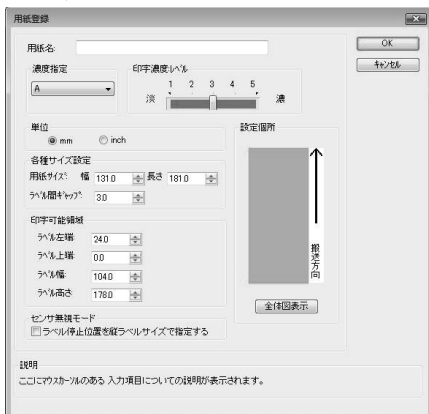 用紙登録
用紙名:
OK
キャンセル
濃度指定
A
印字濃度レベル
1 2 3 4 5
淡 濃
単位
mm inch
設定個所
各種サイズ設定
用紙サイズ: 幅 131.0 長さ 181.0
ラベル間ギャップ: 3.0
印字可能領域
ラベル左端: 24.0
ラベル上端: 0.0
ラベル幅: 104.0
ラベル高さ: 178.0
搬送方向
全体図表示
センサ無視モード
ラベル停止位置を縦ラベルサイズで指定する
説明
ここにマウスカーソルのある 入力項目についての説明が表示されます。